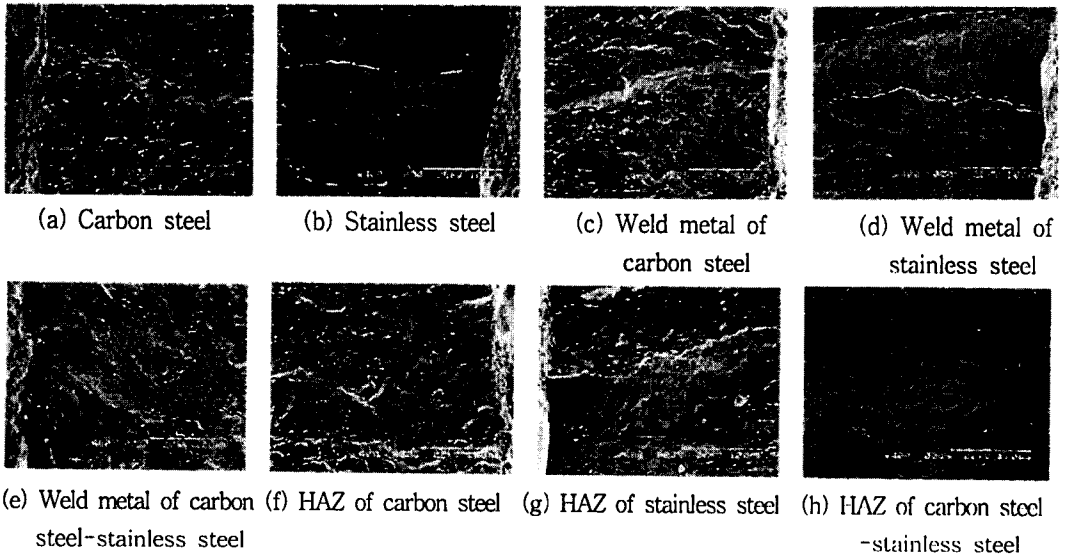 (a) Carbon steel
(b) Stainless steel
(c) Weld metal of
carbon steel
(d) Weld metal of
stainless steel
(e) Weld metal of carbon
steel-stainless steel
(f) HAZ of carbon steel
(g) HAZ of stainless steel
(h) HAZ of carbon steel
-stainless steel